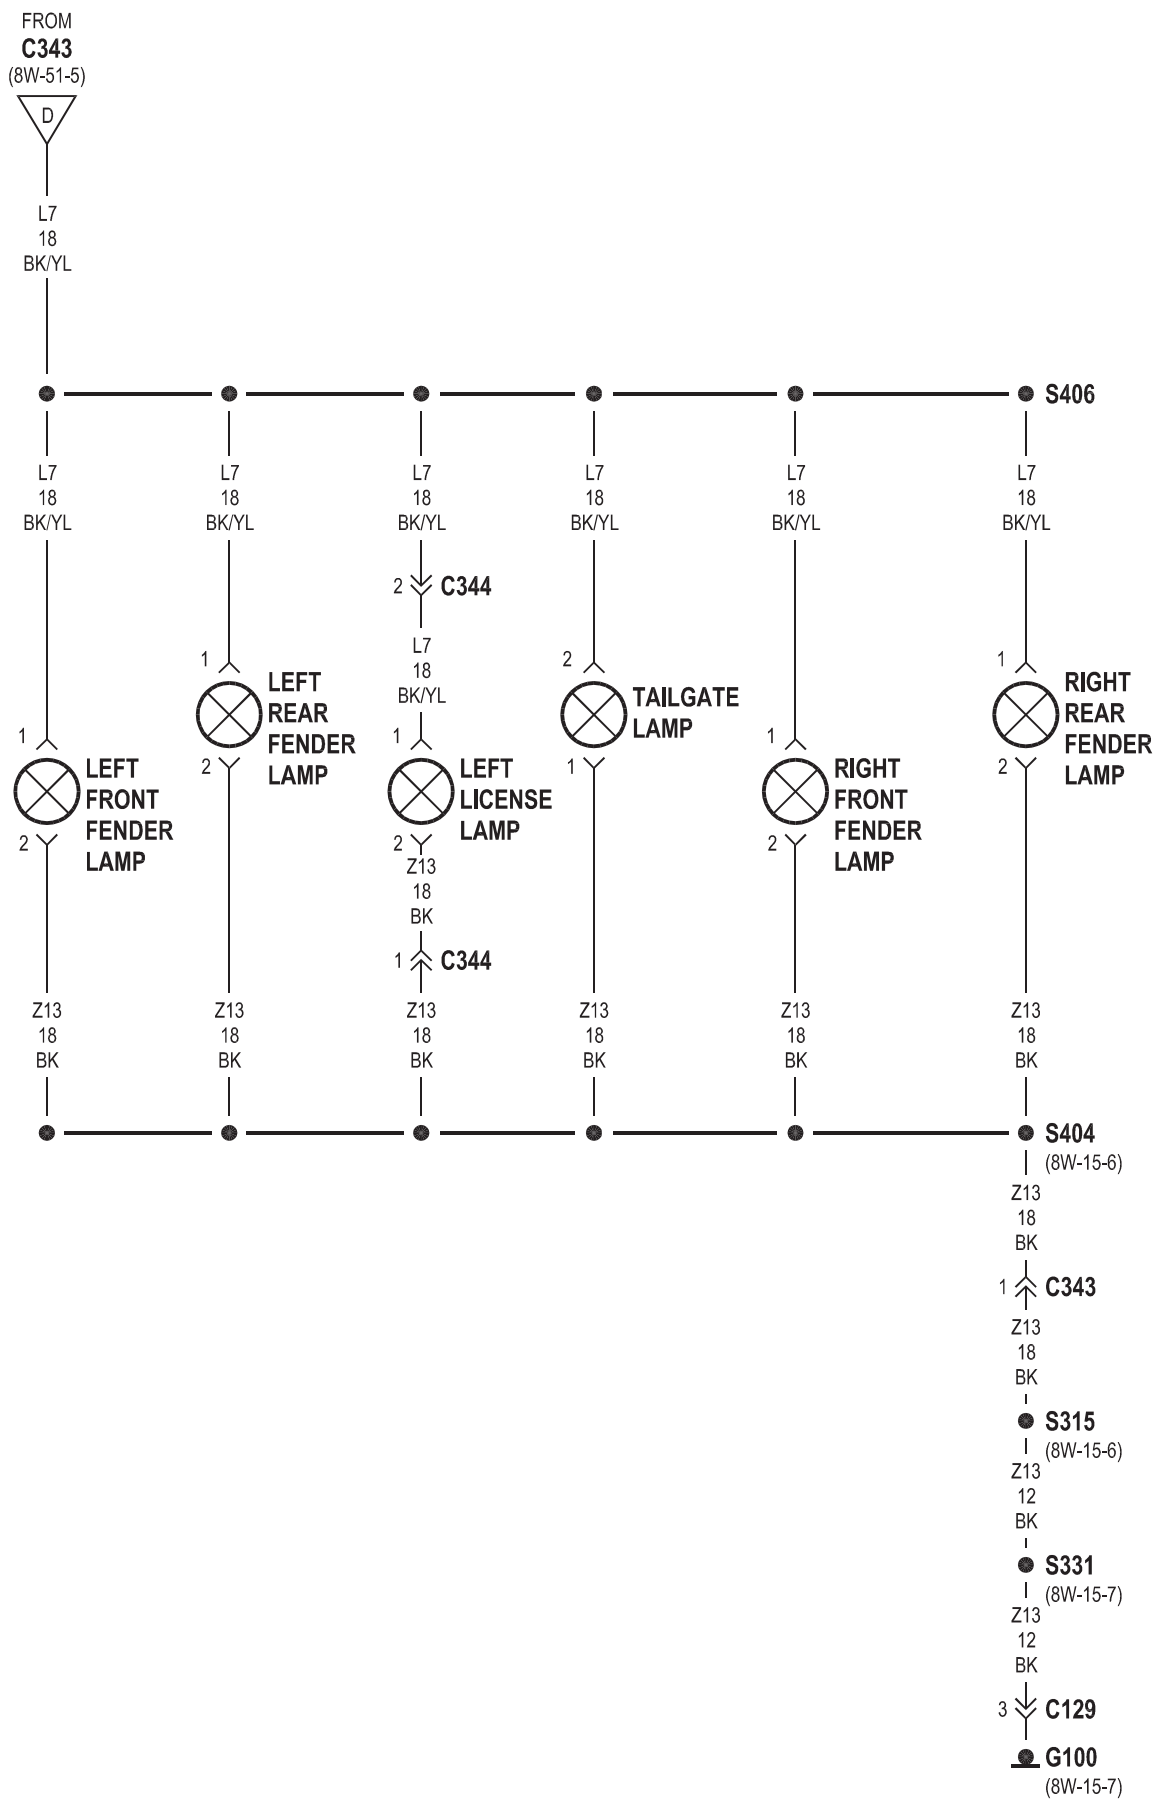 FROM
C343
(8W-51-5)
D
L7
18
BK/YL
S406
L7
18
BK/YL
L7
18
BK/YL
L7
18
BK/YL
L7
18
BK/YL
L7
18
BK/YL
L7
18
BK/YL
2
C344
L7
18
BK/YL
1
LEFT
FRONT
FENDER
LAMP
2
1
LEFT
REAR
FENDER
LAMP
2
1
LEFT
LICENSE
LAMP
2
Z13
18
BK
1
C344
2
TAILGATE
LAMP
1
1
RIGHT
FRONT
FENDER
LAMP
2
1
RIGHT
REAR
FENDER
LAMP
2
Z13
18
BK
Z13
18
BK
Z13
18
BK
Z13
18
BK
Z13
18
BK
Z13
18
BK
S404
(8W-15-6)
Z13
18
BK
1
C343
Z13
18
BK
S315
(8W-15-6)
Z13
12
BK
S331
(8W-15-7)
Z13
12
BK
3
C129
G100
(8W-15-7)